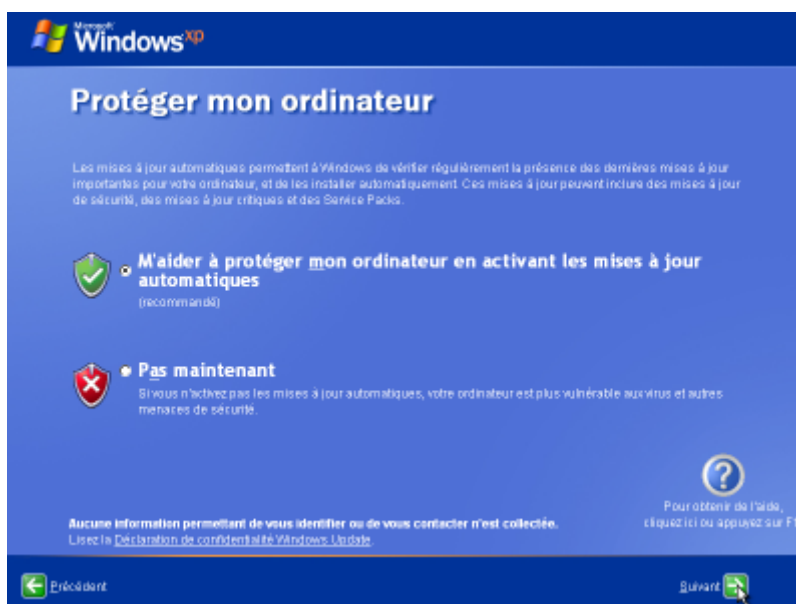 Microsoft
Windows xp
Protéger mon ordinateur
Les mises à jour automatiques permettent à Windows de vérifier régulièrement la présence des dernières mises à jour
importantes pour votre ordinateur, et de les installer automatiquement. Ces mises à jour peuvent inclure des mises à jour
de sécurité, des mises à jour critiques et des Service Packs.
M'aider à protéger mon ordinateur en activant les mises à jour
automatiques
(recommandé)
Pas maintenant
Si vous n'activez pas les mises à jour automatiques, votre ordinateur est plus vulnérable aux virus et autres
menaces de sécurité.
Pour obtenir de l'aide,
cliquez ici ou appuyez sur F1
Aucune information permettant de vous identifier ou de vous contacter n'est collectée.
Lisez la Déclaration de confidentialité Windows Update.
Précédent
Suivant